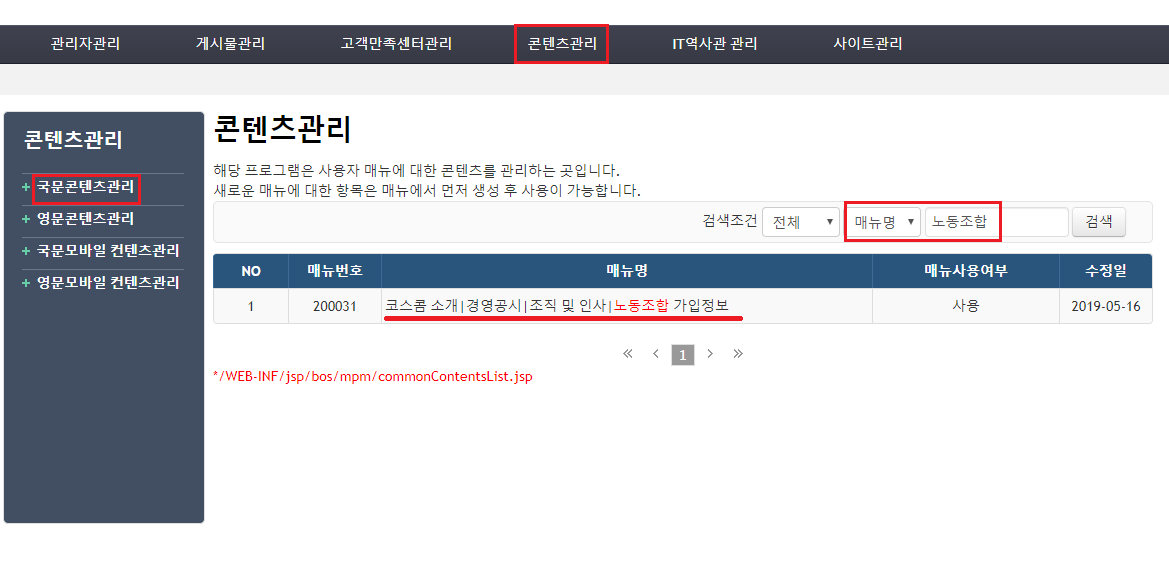 관리자관리 게시물관리 고객만족센터관리 콘텐츠관리 IT역사관 관리 사이트관리
콘텐츠관리
+ 국문콘텐츠관리
+ 영문콘텐츠관리
+ 국문모바일 컨텐츠관리
+ 영문모바일 컨텐츠관리
콘텐츠관리
해당 프로그램은 사용자 매뉴에 대한 콘텐츠를 관리하는 곳입니다.
새로운 매뉴에 대한 항목은 매뉴에서 먼저 생성 후 사용이 가능합니다.
검색조건 전체 ▼ 매뉴명 ▼ 노동조합 검색
NO 매뉴번호 매뉴명 매뉴사용여부 수정일
1 200031 코스콤 소개|경영공시|조직 및 인사|노동조합 가입정보 사용 2019-05-16
« ‹ 1 › »
*/WEB-INF/jsp/bos/mpm/commonContentsList.jsp